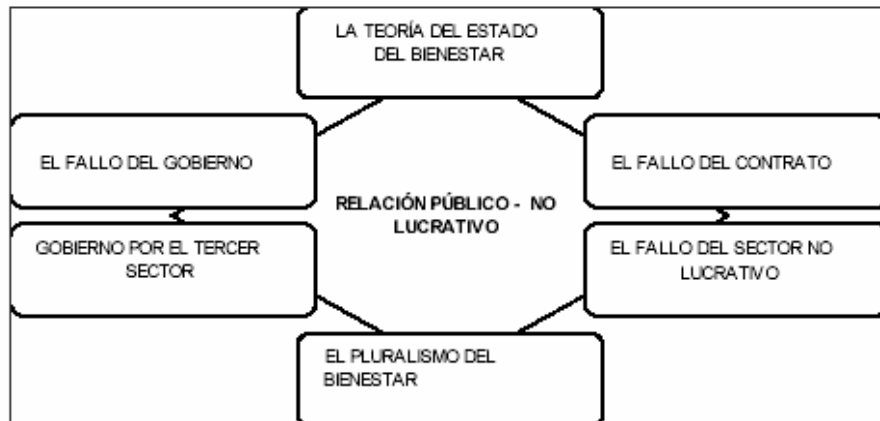 LA TEORÍA DEL ESTADO
DEL BIENESTAR
EL FALLO DEL GOBIERNO
EL FALLO DEL CONTRATO
RELACIÓN PÚBLICO - NO
LUCRATIVO
GOBIERNO POR EL TERCER
SECTOR
EL FALLO DEL SECTOR NO
LUCRATIVO
EL PLURALISMO DEL
BIENESTAR